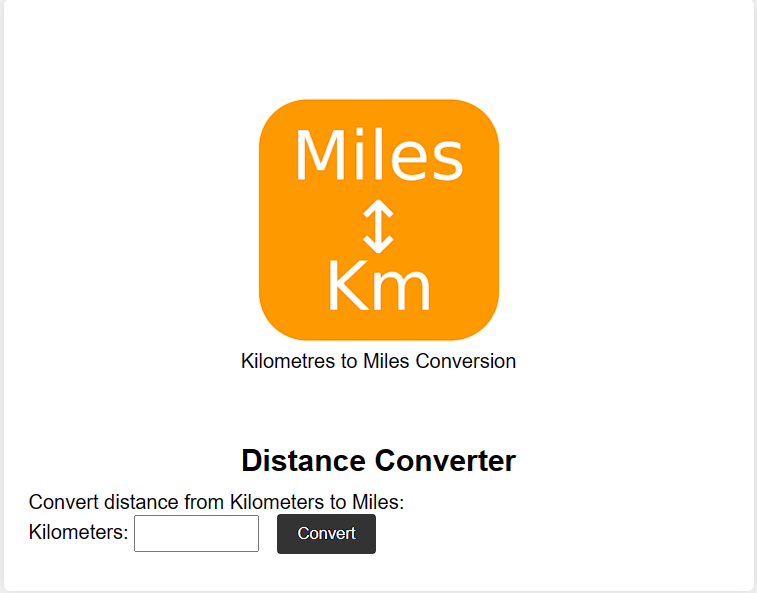 Miles
↕
Km
Kilometres to Miles Conversion
Distance Converter
Convert distance from Kilometers to Miles:
Kilometers: Convert